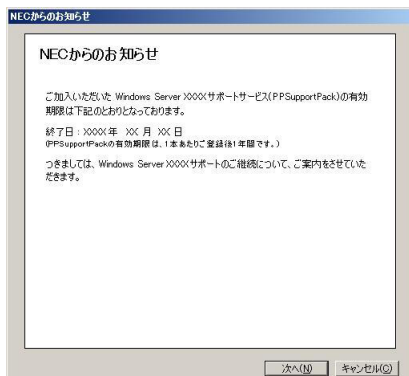 NECからのお知らせ
NECからのお知らせ
ご加入いただいた Windows Server XXXXサポートサービス(PPSupportPack)の有効
期限は下記のとおりとなっております。
終了日 : XXXX年 XX 月 XX 日
(PPSupportPackの有効期限は、1本あたりご登録後1年間です。)
つきましては、Windows Server XXXXサポートのご継続について、ご案内をさせていた
だきます。
次へ(N) キャンセル(C)